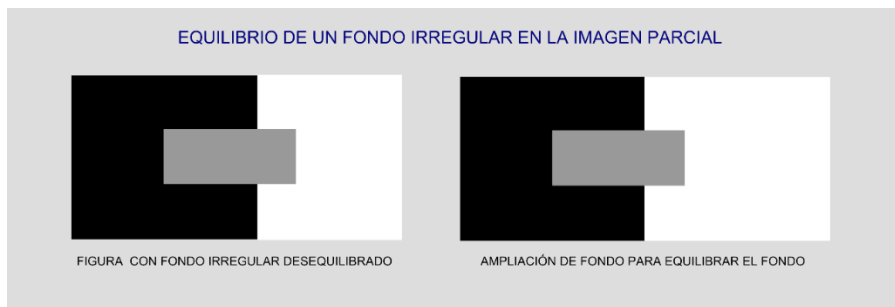 EQUILIBRIO DE UN FONDO IRREGULAR EN LA IMAGEN PARCIAL
FIGURA CON FONDO IRREGULAR DESEQUILIBRADO
AMPLIACIÓN DE FONDO PARA EQUILIBRAR EL FONDO